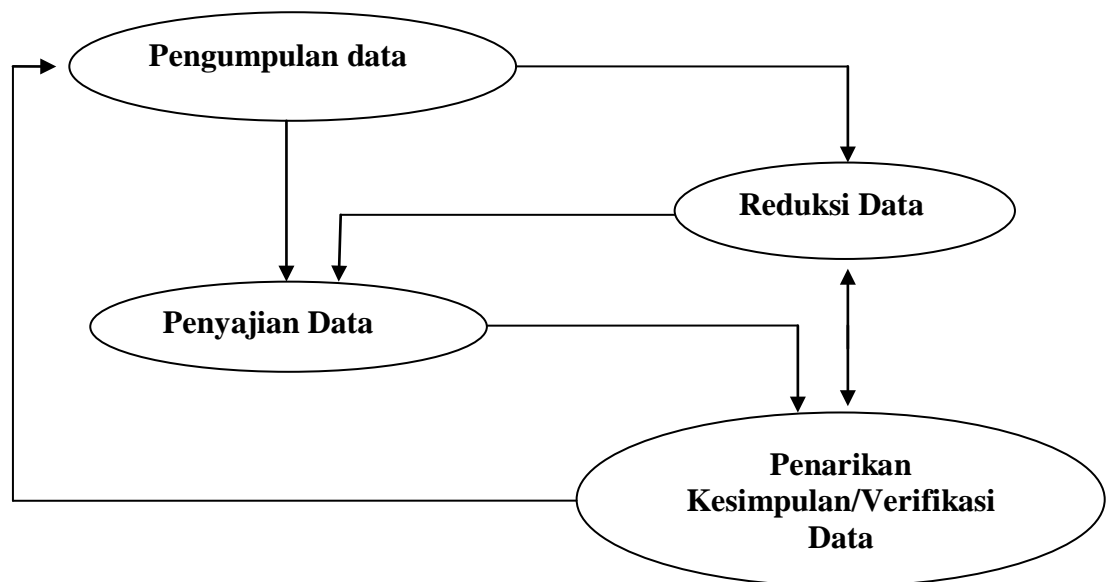 Pengumpulan data
Reduksi Data
Penyajian Data
Penarikan
Kesimpulan/Verifikasi
Data